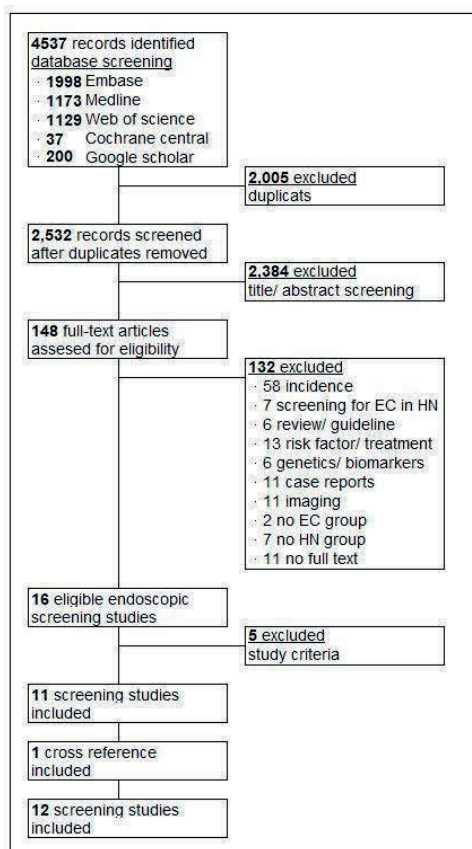 4537 records identified
database screening
· 1998 Embase
· 1173 Medline
· 1129 Web of science
· 37 Cochrane central
· 200 Google scholar
2,005 excluded
duplicats
2,532 records screened
after duplicates removed
2,384 excluded
title/ abstract screening
148 full-text articles
assesed for eligibility
132 excluded
· 58 incidence
· 7 screening for EC in HN
· 6 review/ guideline
· 13 risk factor/ treatment
· 6 genetics/ biomarkers
· 11 case reports
· 11 imaging
· 2 no EC group
· 7 no HN group
· 11 no full text
16 eligible endoscopic
screening studies
5 excluded
study criteria
11 screening studies
included
1 cross reference
included
12 screening studies
included